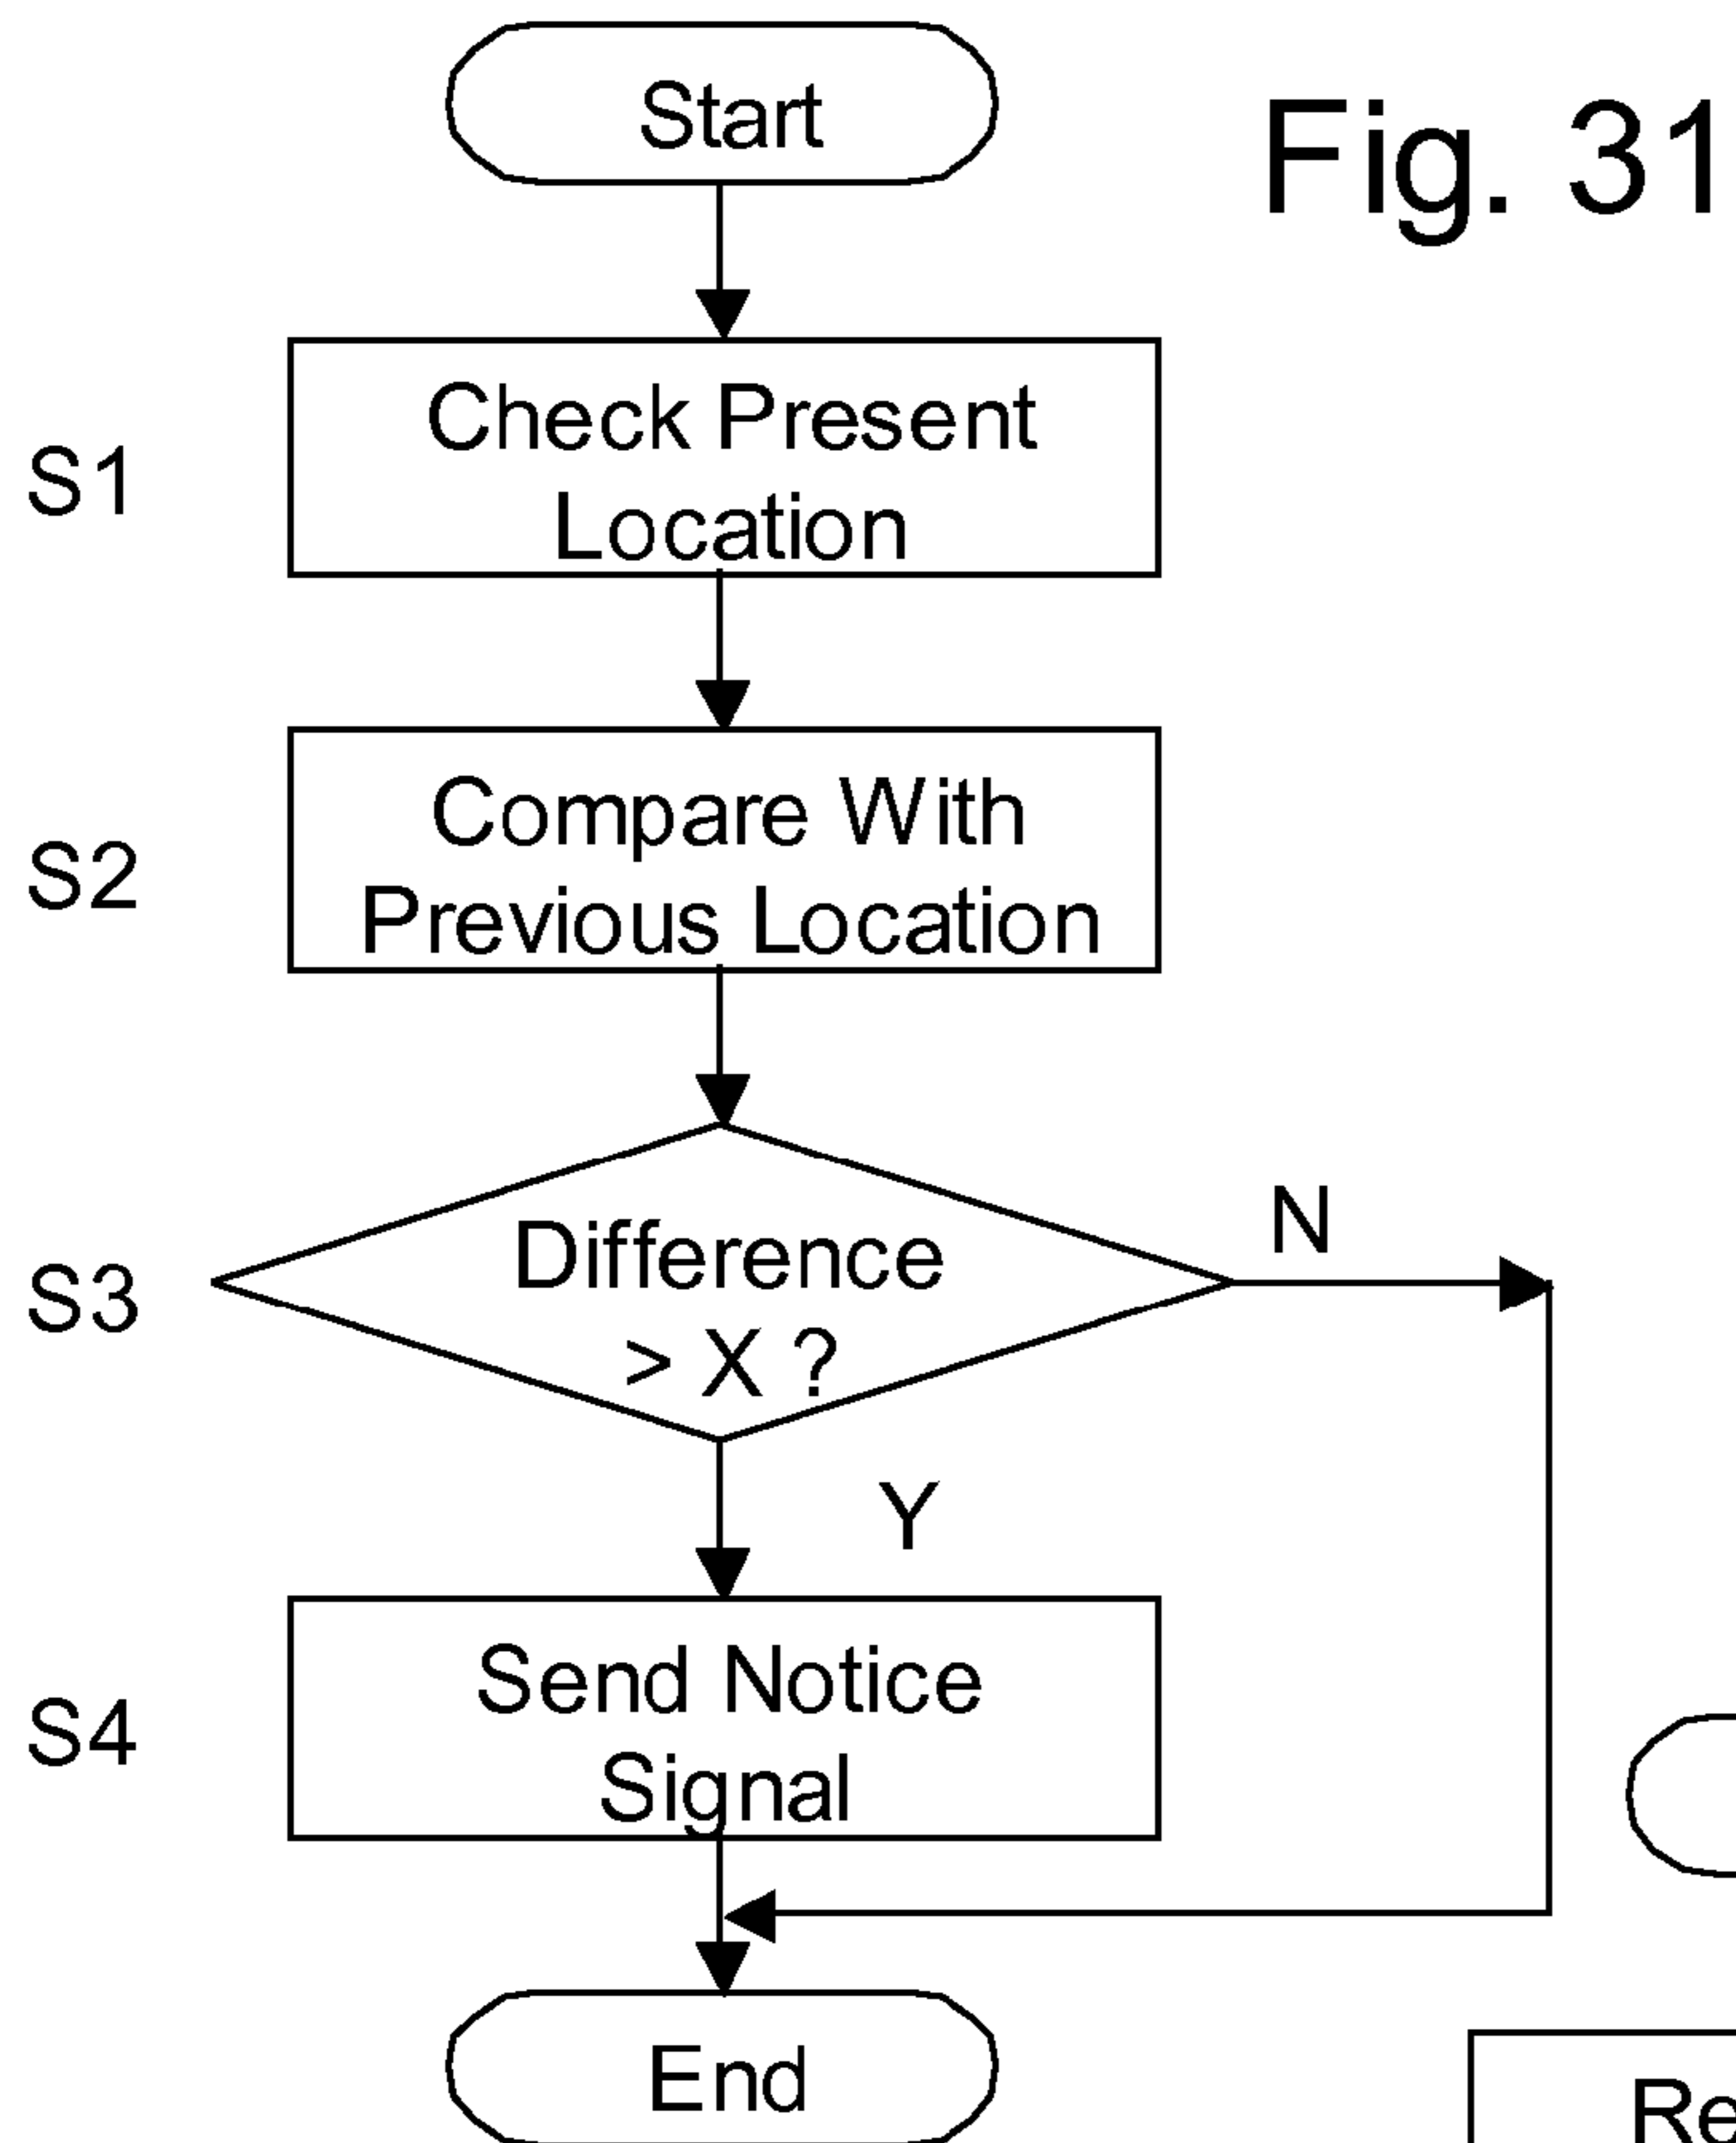 Start
Fig. 31
S1
Check Present
Location
S2
Compare With
Previous Location
S3
Difference
> X ?
N
Y
S4
Send Notice
Signal
End